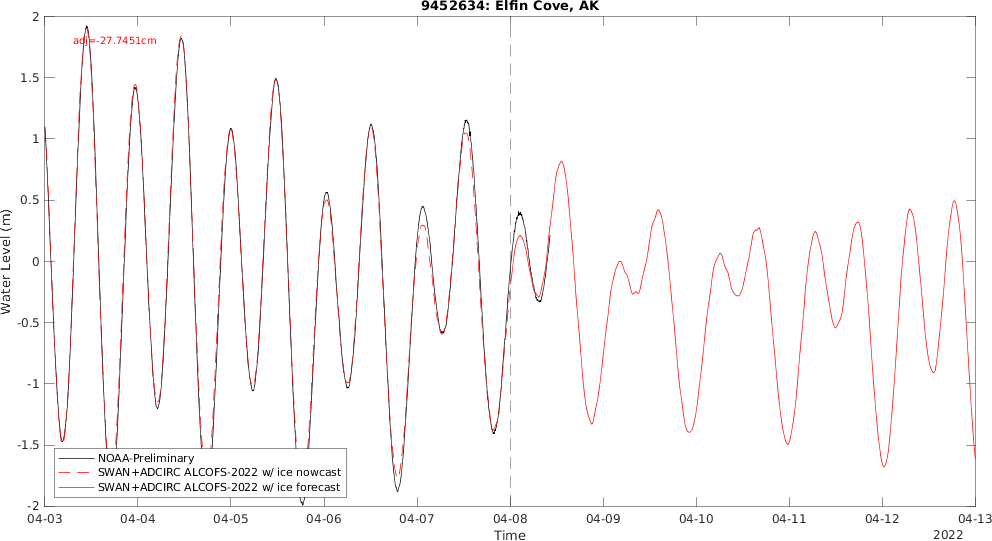 9452634: Elfin Cove, AK
adj=-27.7451cm
Water Level (m)
2
1.5
1
0.5
0
-0.5
-1
-1.5
-2
NOAA-Preliminary
SWAN+ADCIRC ALCOFS-2022 w/ ice nowcast
SWAN+ADCIRC ALCOFS-2022 w/ ice forecast
04-03 04-04 04-05 04-06 04-07 04-08 04-09 04-10 04-11 04-12 04-13
Time
2022